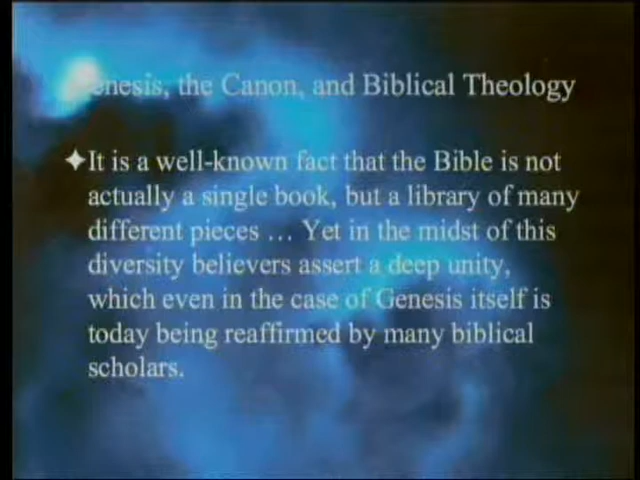 Genesis, the Canon, and Biblical Theology
It is a well-known fact that the Bible is not
actually a single book, but a library of many
different pieces … Yet in the midst of this
diversity believers assert a deep unity,
which even in the case of Genesis itself is
today being reaffirmed by many biblical
scholars.